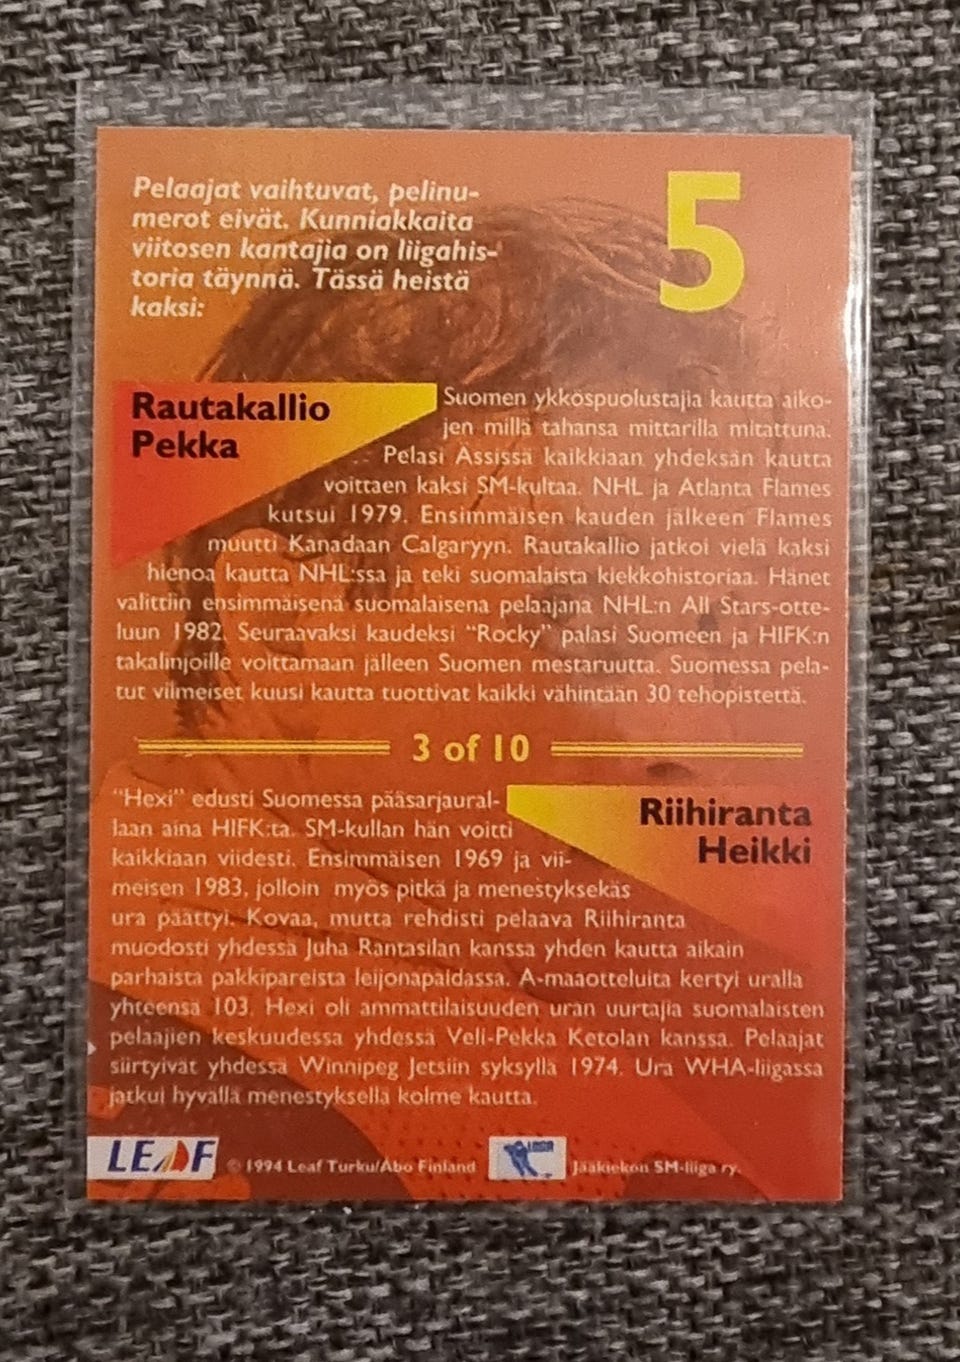 5
Pelaajat vaihtuvat, pelinu-
merot eivät. Kunniakkaita
viitosen kantajia on liigahis-
toria täynnä. Tässä heistä
kaksi:
Rautakallio
Pekka
Suomen ykköspuolustajia kautta aiko-
jen millä tahansa mittarilla mitattuna.
Pelasi Ässissä kaikkiaan yhdeksän kautta
voittaen kaksi SM-kultaa. NHL ja Atlanta Flames
kutsui 1979. Ensimmäisen kauden jälkeen Flames
muutti Kanadaan Calgaryyn. Rautakallio jatkoi vielä kaksi
hienoa kautta NHL:ssa ja teki suomalaista kiekkohistoriaa. Hänet
valittiin ensimmäisenä suomalaisena pelaajana NHL:n All Stars-otte-
luun 1982. Seuraavaksi kaudeksi "Rocky" palasi Suomeen ja HIFK:n
takalinjoille voittamaan jälleen Suomen mestaruutta. Suomessa pela-
tut viimeiset kuusi kautta tuottivat kaikki vähintään 30 tehopistettä.
3 of 10
Riihiranta
Heikki
"Hexi" edusti Suomessa pääsarjaural-
laan aina HIFK:ta. SM-kullan hän voitti
kaikkiaan viidesti. Ensimmäisen 1969 ja vii-
meisen 1983, jolloin myös pitkä ja menestyksekäs
ura päättyi. Kovaa, mutta rehdisti pelaava Riihiranta
muodosti yhdessä Juha Rantasilan kanssa yhden kautta aikain
parhaista pakkipareista leijonapaidassa. A-maaotteluita kertyi uralla
yhteensä 103. Hexi oli ammattilaisuuden uran uurtajia suomalaisten
pelaajien keskuudessa yhdessä Veli-Pekka Ketolan kanssa. Pelaajat
siirtyivät yhdessä Winnipeg Jetsiin syksyllä 1974. Ura WHA-liigassa
jatkui hyvällä menestyksellä kolme kautta.
LEAF © 1994 Leaf Turku/Åbo Finland LIIGA Jääkiekon SM-liiga ry.